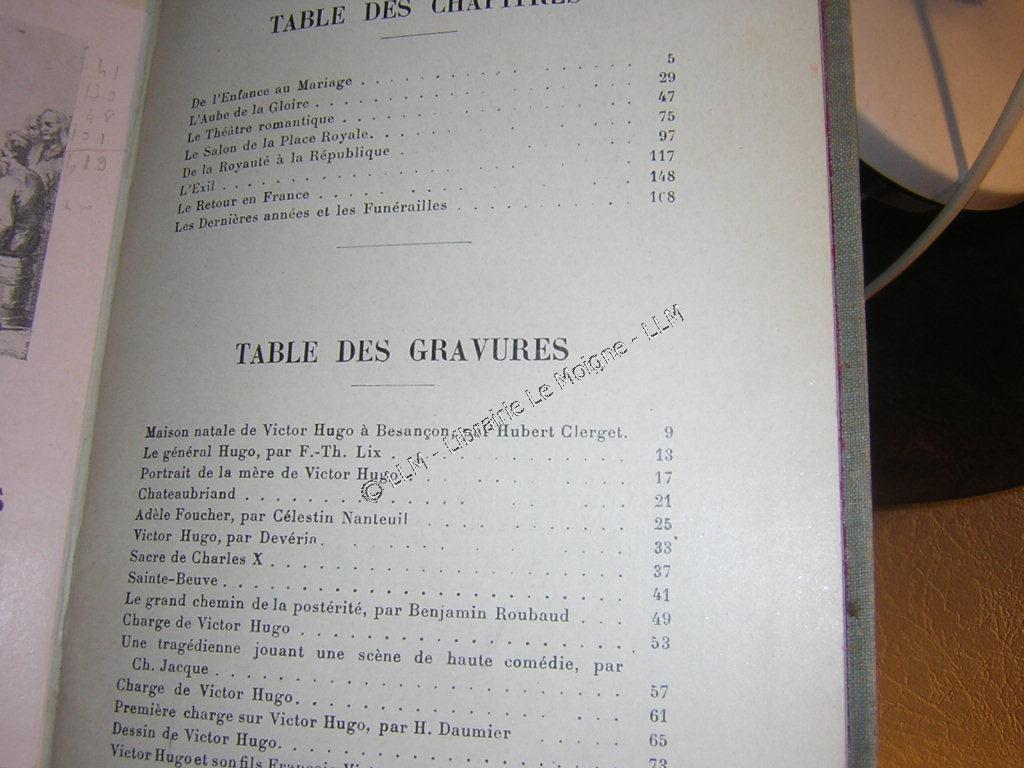 TABLE DES CHAPITRES
De l'Enfance au Mariage . . . . . 5
L'Aube de la Gloire . . . . . 29
Le Théâtre romantique . . . . . 47
Le Salon de la Place Royale. . . . . 75
De la Royauté à la République . . . . . 97
L'Exil . . . . . 117
Le Retour en France . . . . . 148
Les Dernières années et les Funérailles . . . . . 168
TABLE DES GRAVURES
Maison natale de Victor Hugo à Besançon, par Hubert Clerget. 9
Le général Hugo, par F.-Th. Lix . . . . . 13
Portrait de la mère de Victor Hugo . . . . . 17
Chateaubriand . . . . . 21
Adèle Foucher, par Célestin Nanteuil . . . . . 25
Victor Hugo, par Devéria . . . . . 33
Sacre de Charles X . . . . . 37
Sainte-Beuve . . . . . 41
Le grand chemin de la postérité, par Benjamin Roubaud . . . 49
Charge de Victor Hugo . . . . . 53
Une tragédienne jouant une scène de haute comédie, par
Ch. Jacque . . . . . 57
Charge de Victor Hugo. . . . . 61
Première charge sur Victor Hugo, par H. Daumier . . . . . 65
Dessin de Victor Hugo. . . . . 73
Victor Hugo et son fils
© LLM - Librairie Le Moigne - LLM